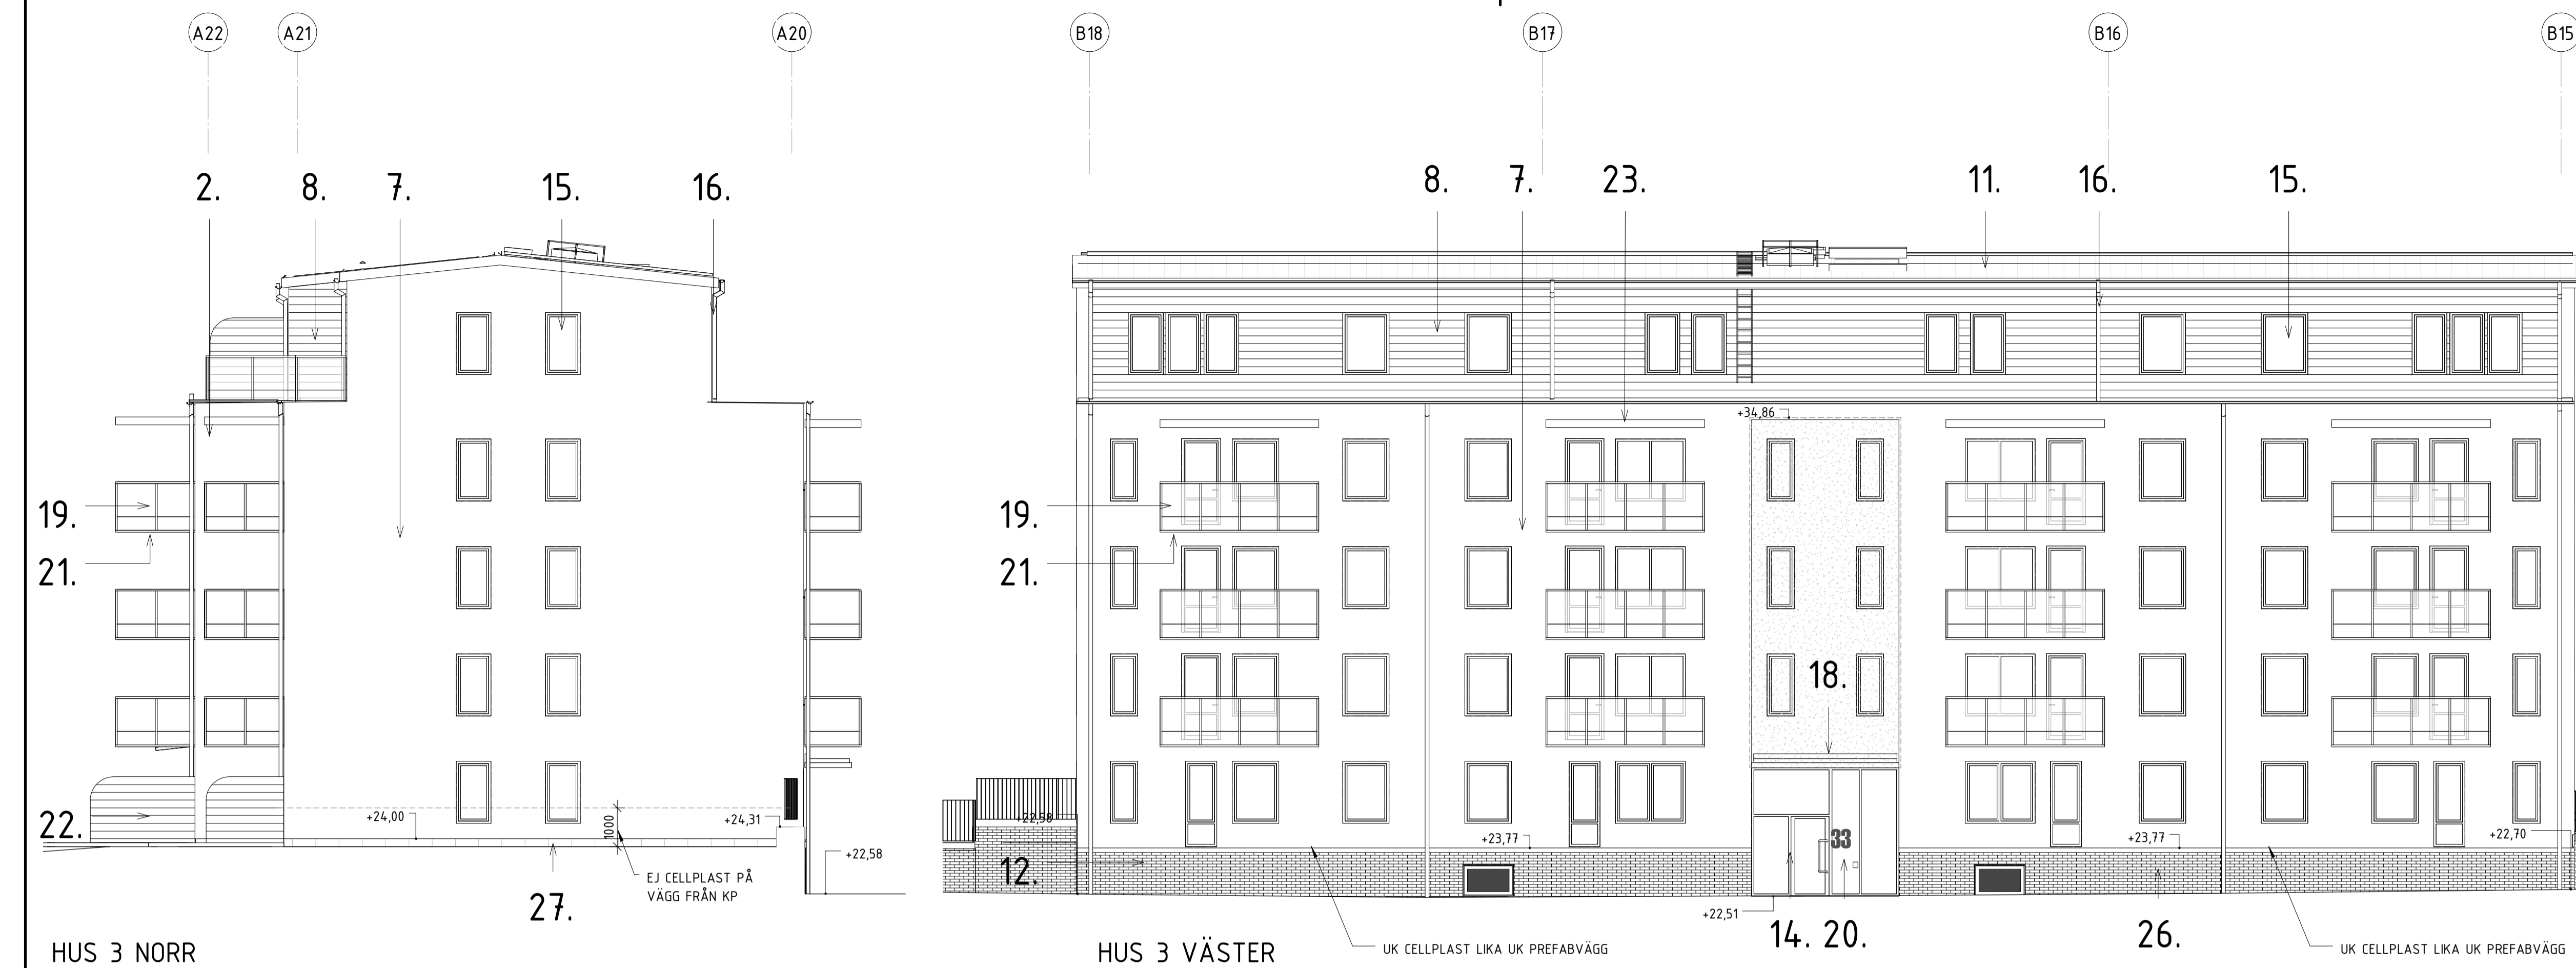 A22
A21
A20
B18
B17
B16
B15
2.
8.
7.
15.
16.
8.
7.
23.
11.
16.
15.
+34,86
19.
21.
19.
21.
18.
22.
+24,00
1000
+24,31
+22,58
+22,58
12.
+23,77
33
+23,77
+22,70
EJ CELLPLAST PÅ
VÄGG FRÅN KP
27.
+22,51
14.
20.
26.
HUS 3 NORR
HUS 3 VÄSTER
UK CELLPLAST LIKA UK PREFABVÄGG
UK CELLPLAST LIKA UK PREFABVÄGG